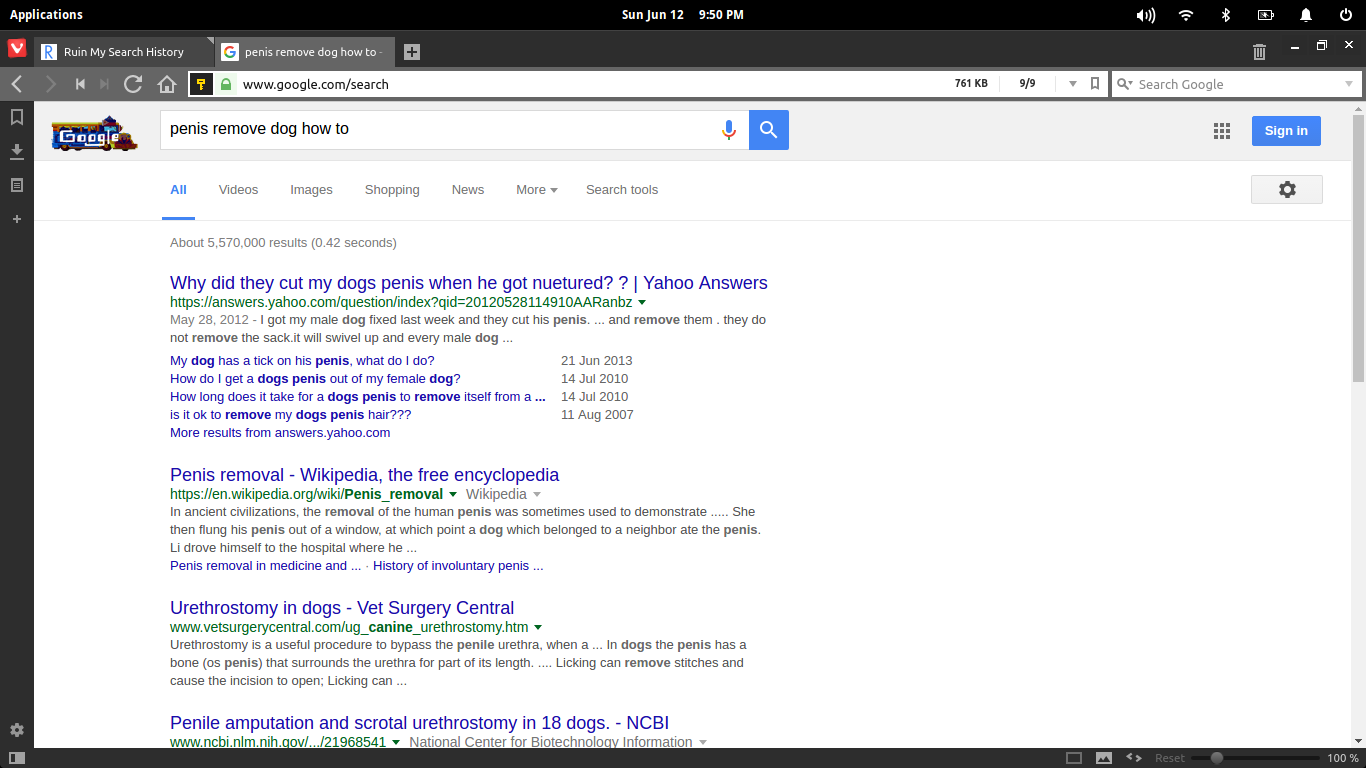 Applications
Sun Jun 12 9:50 PM
Ruin My Search History
penis remove dog how to -
www.google.com/search
761 KB
9/9
Search Google
Google
penis remove dog how to
Sign in
All
Videos
Images
Shopping
News
More
Search tools
About 5,570,000 results (0.42 seconds)
Why did they cut my dogs penis when he got nuetured? ? | Yahoo Answers
https://answers.yahoo.com/question/index?qid=20120528114910AARanbz
May 28, 2012 - I got my male dog fixed last week and they cut his penis. ... and remove them . they do
not remove the sack.it will swivel up and every male dog ...
My dog has a tick on his penis, what do I do? 21 Jun 2013
How do I get a dogs penis out of my female dog? 14 Jul 2010
How long does it take for a dogs penis to remove itself from a ... 14 Jul 2010
is it ok to remove my dogs penis hair??? 11 Aug 2007
More results from answers.yahoo.com
Penis removal - Wikipedia, the free encyclopedia
https://en.wikipedia.org/wiki/Penis_removal Wikipedia
In ancient civilizations, the removal of the human penis was sometimes used to demonstrate ..... She
then flung his penis out of a window, at which point a dog which belonged to a neighbor ate the penis.
Li drove himself to the hospital where he ...
Penis removal in medicine and ... · History of involuntary penis ...
Urethrostomy in dogs - Vet Surgery Central
www.vetsurgerycentral.com/ug_canine_urethrostomy.htm
Urethrostomy is a useful procedure to bypass the penile urethra, when a ... In dogs the penis has a
bone (os penis) that surrounds the urethra for part of its length. .... Licking can remove stitches and
cause the incision to open; Licking can ...
Penile amputation and scrotal urethrostomy in 18 dogs. - NCBI
www.ncbi.nlm.nih.gov/.../21968541 National Center for Biotechnology Information
Reset
100 %